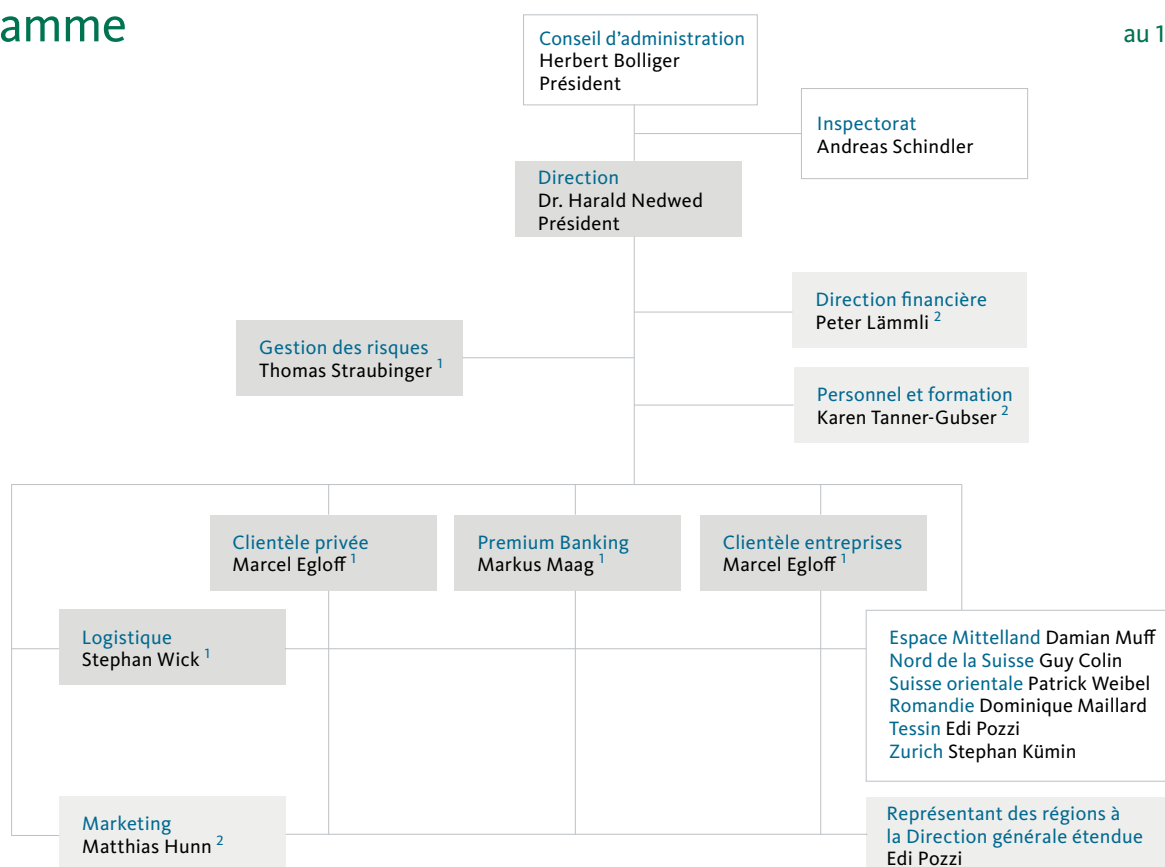 amme
au 1
Conseil d'administration
Herbert Bolliger
Président
Inspectorat
Andreas Schindler
Direction
Dr. Harald Nedwed
Président
Direction financière
Peter Lämmli 2
Gestion des risques
Thomas Straubinger 1
Personnel et formation
Karen Tanner-Gubser 2
Clientèle privée
Marcel Egloff 1
Premium Banking
Markus Maag 1
Clientèle entreprises
Marcel Egloff 1
Logistique
Stephan Wick 1
Espace Mittelland Damian Muff
Nord de la Suisse Guy Colin
Suisse orientale Patrick Weibel
Romandie Dominique Maillard
Tessin Edi Pozzi
Zurich Stephan Kümin
Marketing
Matthias Hunn 2
Représentant des régions à
la Direction générale étendue
Edi Pozzi